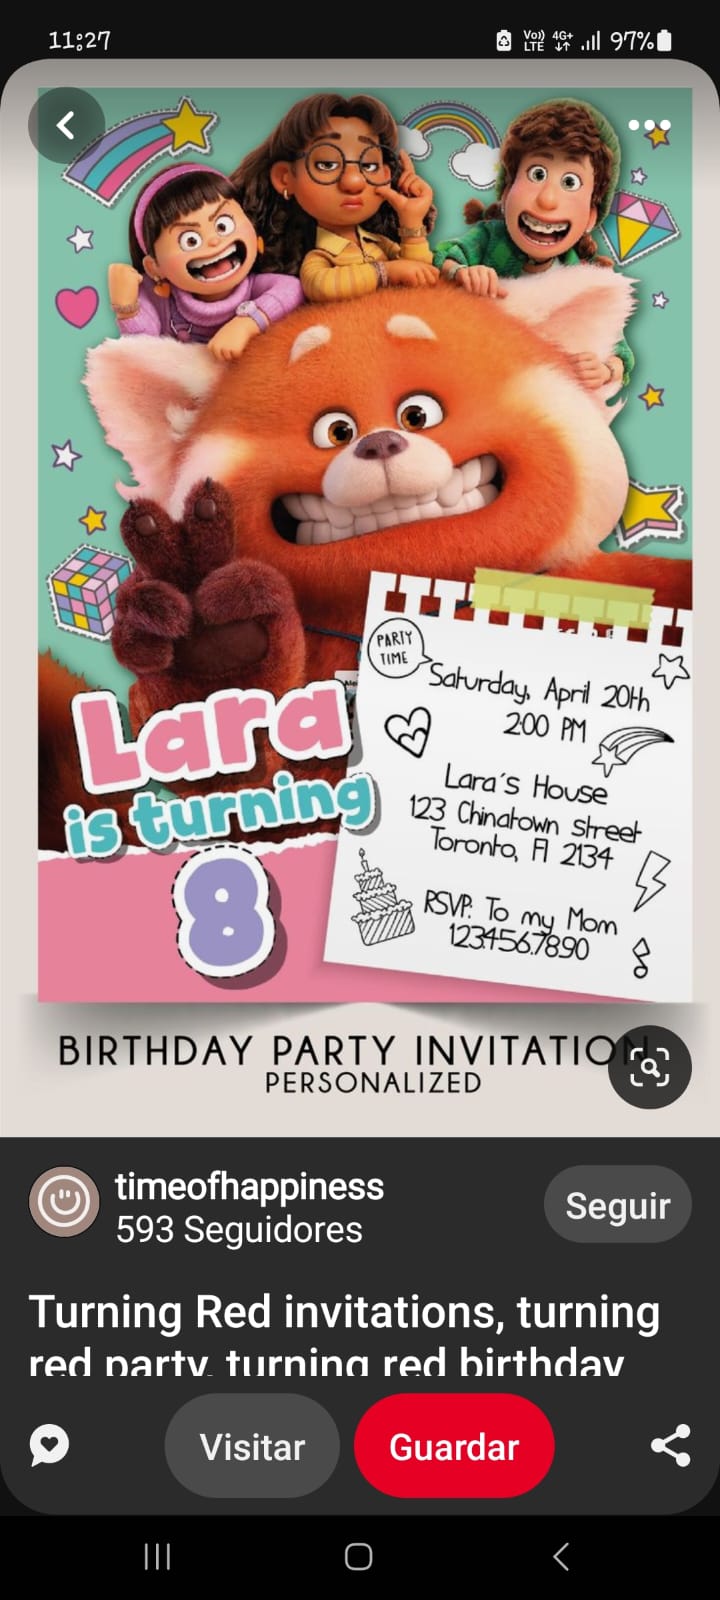 11:27
Vo)) LTE 4G+ 97%
PARTY
TIME
Saturday, April 20th
2:00 PM
Lara's House
123 Chinatown street
Toronto, Fl 2134
RSVP: To my Mom
1234567890
Lara
is turning
8
BIRTHDAY PARTY INVITATION
PERSONALIZED
timeofhappiness
593 Seguidores
Seguir
Turning Red invitations, turning
red party, turning red birthday
Visitar
Guardar